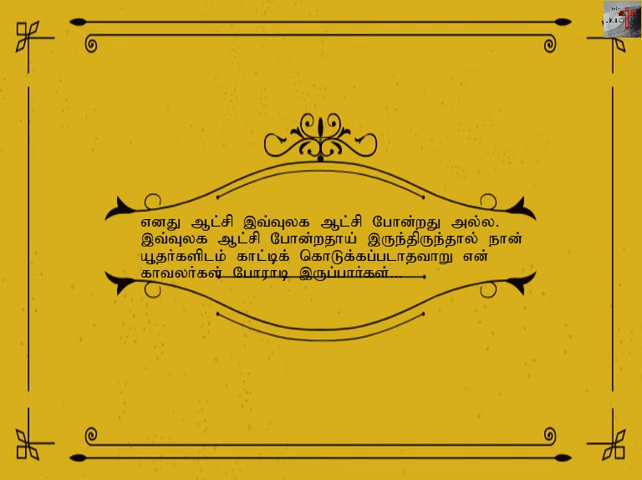 எனது ஆட்சி இவ்வுலக ஆட்சி போன்றது அல்ல.
இவ்வுலக ஆட்சி போன்றதாய் இருந்திருந்தால் நான்
யூதர்களிடம் காட்டிக் கொடுக்கப்படாதவாறு என்
காவலர்கள் போராடி இருப்பார்கள்...